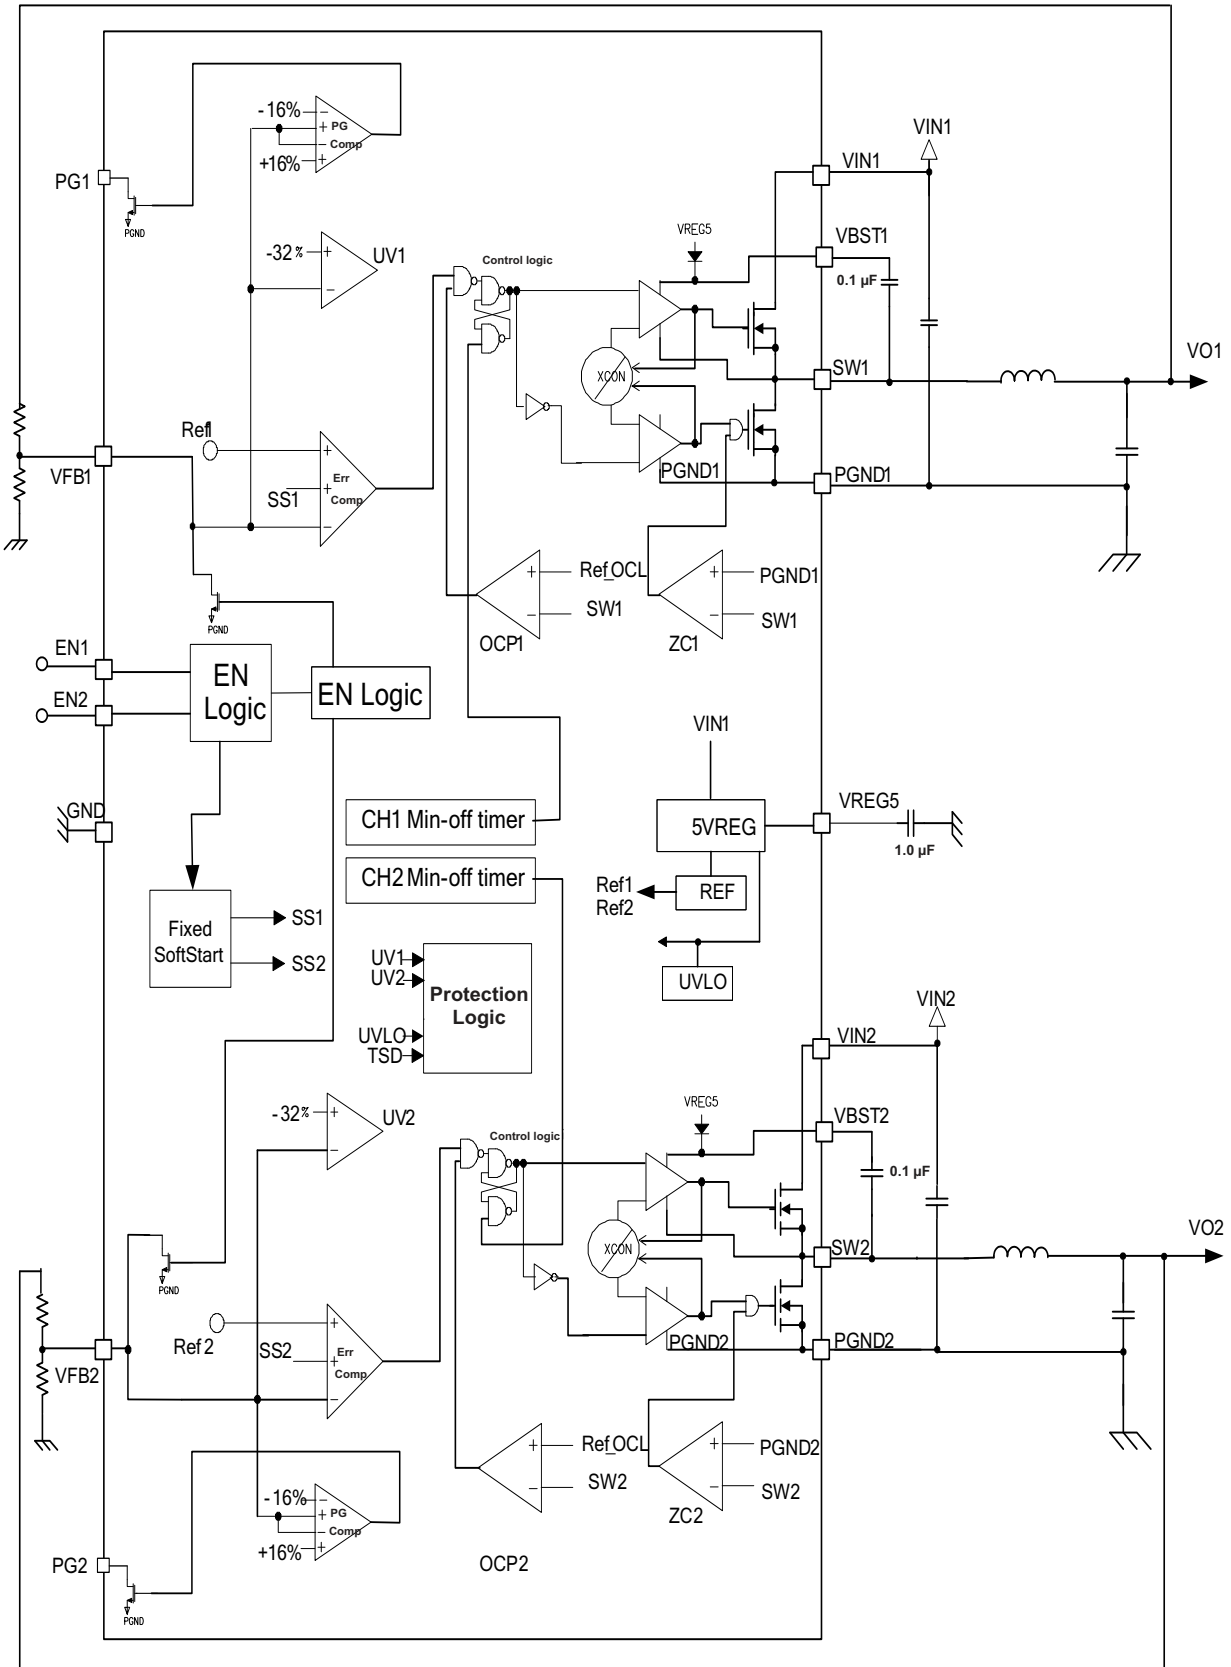 -16%
PG
Comp
+16%
PG1
PGND
VIN1
VIN1
VREG5
VBST1
-32%
UV1
Control logic
0.1 µF
XCON
SW1
VO1
Ref1
VFB1
SS1
Err
Comp
PGND1
PGND1
Ref_OCL
SW1
OCP1
PGND1
SW1
ZC1
PGND
EN1
EN2
EN
Logic
EN Logic
VIN1
GND
CH1 Min-off timer
CH2 Min-off timer
5VREG
VREG5
1.0 µF
REF
Ref1
Ref2
UVLO
Fixed
SoftStart
SS1
SS2
UV1
UV2
UVLO
TSD
Protection
Logic
VIN2
VIN2
VREG5
VBST2
-32%
UV2
Control logic
0.1 µF
XCON
SW2
VO2
PGND
Ref2
VFB2
SS2
Err
Comp
PGND2
PGND2
Ref_OCL
SW2
PGND2
SW2
ZC2
-16%
PG
Comp
+16%
OCP2
PG2
PGND